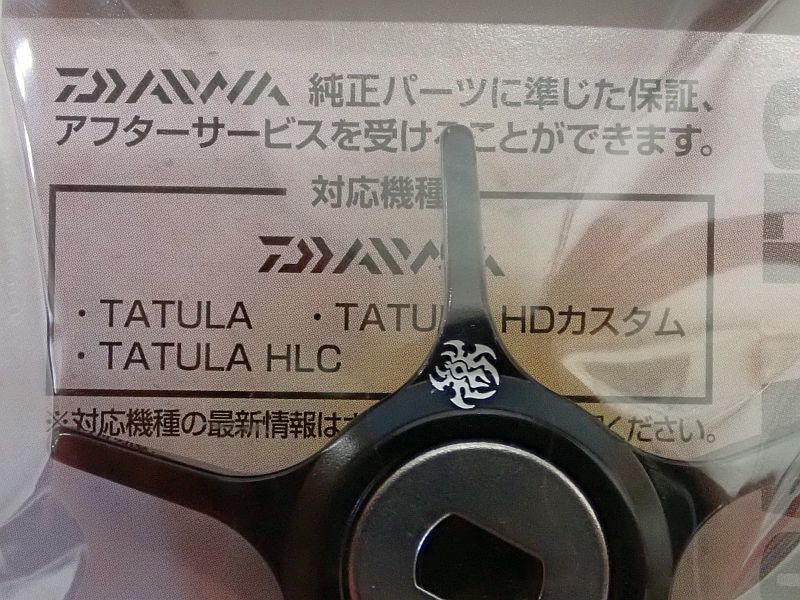 DAIWA 純正パーツに準じた保証、
アフターサービスを受けることができます。
対応機種
DAIWA
・TATULA ・TATULA HDカスタム
・TATULA HLC
※対応機種の最新情報は ください。